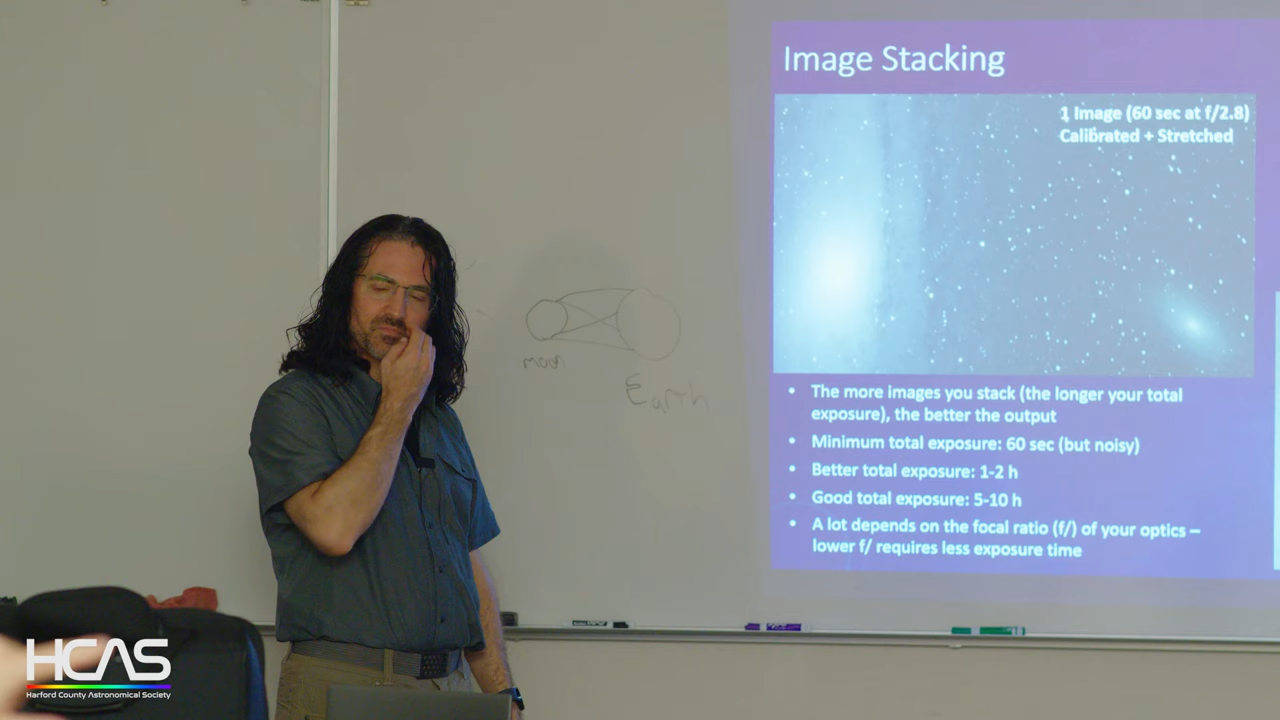 Image Stacking
1 Image (60 sec at f/2.8)
Calibrated + Stretched
• The more images you stack (the longer your total
exposure), the better the output
• Minimum total exposure: 60 sec (but noisy)
• Better total exposure: 1-2 h
• Good total exposure: 5-10 h
• A lot depends on the focal ratio (f/) of your optics –
lower f/ requires less exposure time
moon
Earth
HCAS
Harford County Astronomical Society